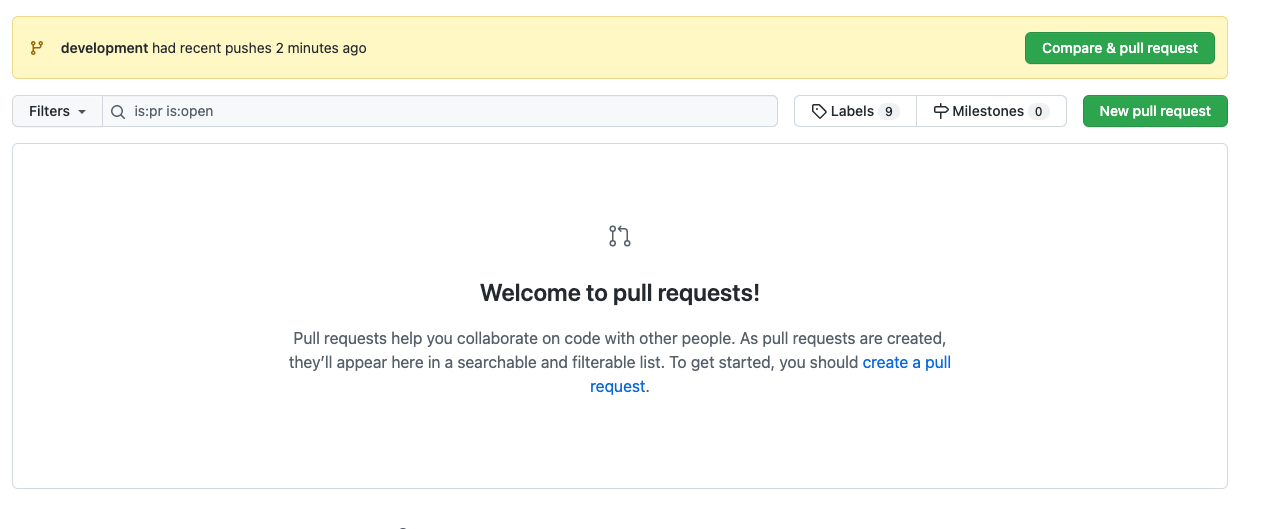 development had recent pushes 2 minutes ago
Compare & pull request
Filters
is:pr is:open
Labels 9
Milestones 0
New pull request
Welcome to pull requests!
Pull requests help you collaborate on code with other people. As pull requests are created,
they’ll appear here in a searchable and filterable list. To get started, you should create a pull
request.